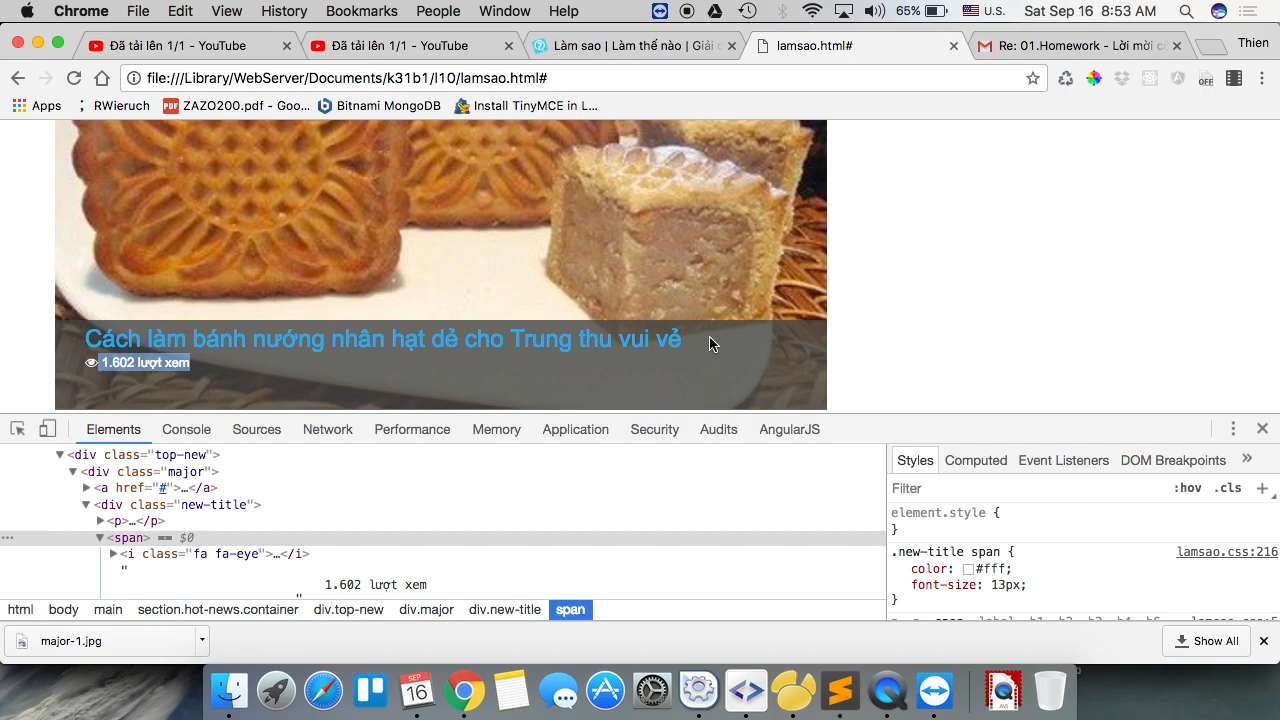 Chrome File Edit View History Bookmarks People Window Help 65% U.S. Sat Sep 16 8:53 AM
Đã tải lên 1/1 - YouTube Đã tải lên 1/1 - YouTube Làm sao | Làm thế nào | Giải đ lamsao.html# Re: 01.Homework - Lời mời cộ Thien
file:///Library/WebServer/Documents/k31b1/l10/lamsao.html#
Apps RWieruch ZAZO200.pdf - Goo... Bitnami MongoDB Install TinyMCE in L...
Cách làm bánh nướng nhân hạt dẻ cho Trung thu vui vẻ
1.602 lượt xem
Elements Console Sources Network Performance Memory Application Security Audits AngularJS
<div class="top-new">
<div class="major">
<a href="#">…</a>
<div class="new-title">
<p>…</p>
<span> == $0
<i class="fa fa-eye">…</i>
"
1.602 lượt xem
"
html body main section.hot-news.container div.top-new div.major div.new-title span
Styles Computed Event Listeners DOM Breakpoints »
Filter :hov .cls +
element.style {
}
.new-title span { lamsao.css:216
color: #fff;
font-size: 13px;
}
major-1.jpg Show All
SEP
16
AVI